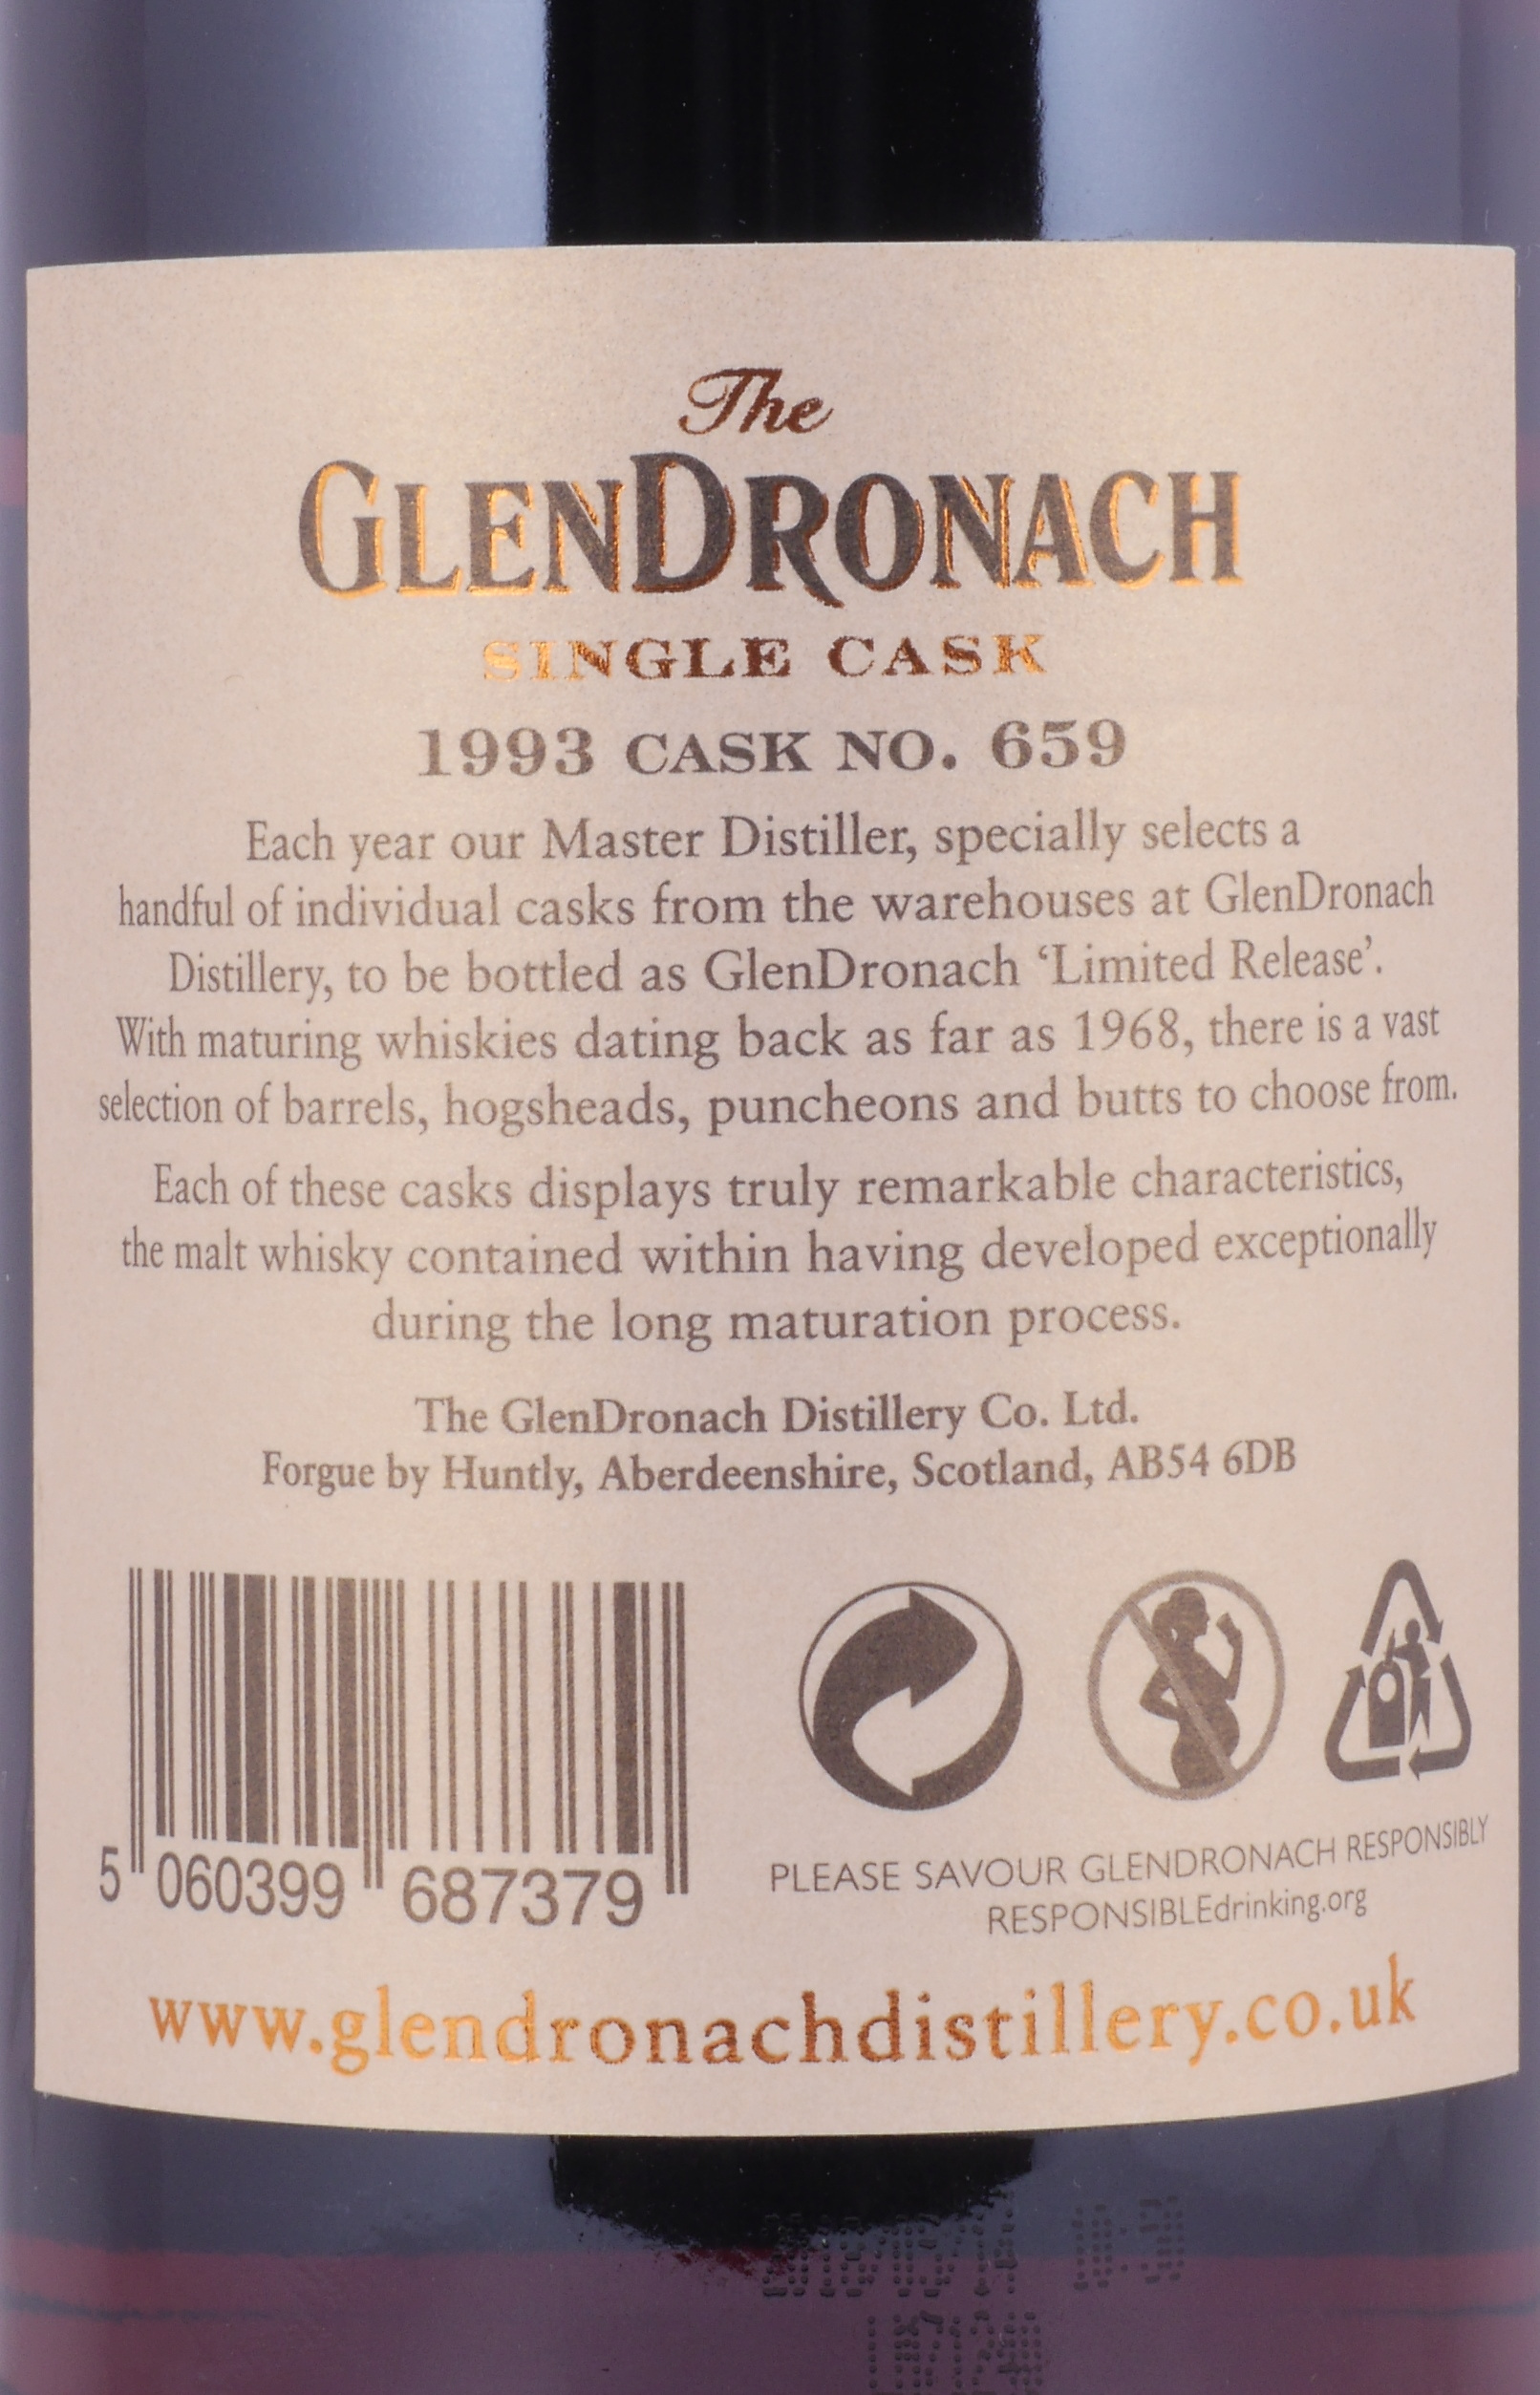 The
GLENDRONACH
SINGLE CASK
1993 CASK NO. 659
Each year our Master Distiller, specially selects a
handful of individual casks from the warehouses at GlenDronach
Distillery, to be bottled as GlenDronach ‘Limited Release’.
With maturing whiskies dating back as far as 1968, there is a vast
selection of barrels, hogsheads, puncheons and butts to choose from.
Each of these casks displays truly remarkable characteristics,
the malt whisky contained within having developed exceptionally
during the long maturation process.
The GlenDronach Distillery Co. Ltd.
Forgue by Huntly, Aberdeenshire, Scotland, AB54 6DB
5 060399 687379
PLEASE SAVOUR GLENDRONACH RESPONSIBLY
RESPONSIBLEdrinking.org
www.glendronachdistillery.co.uk